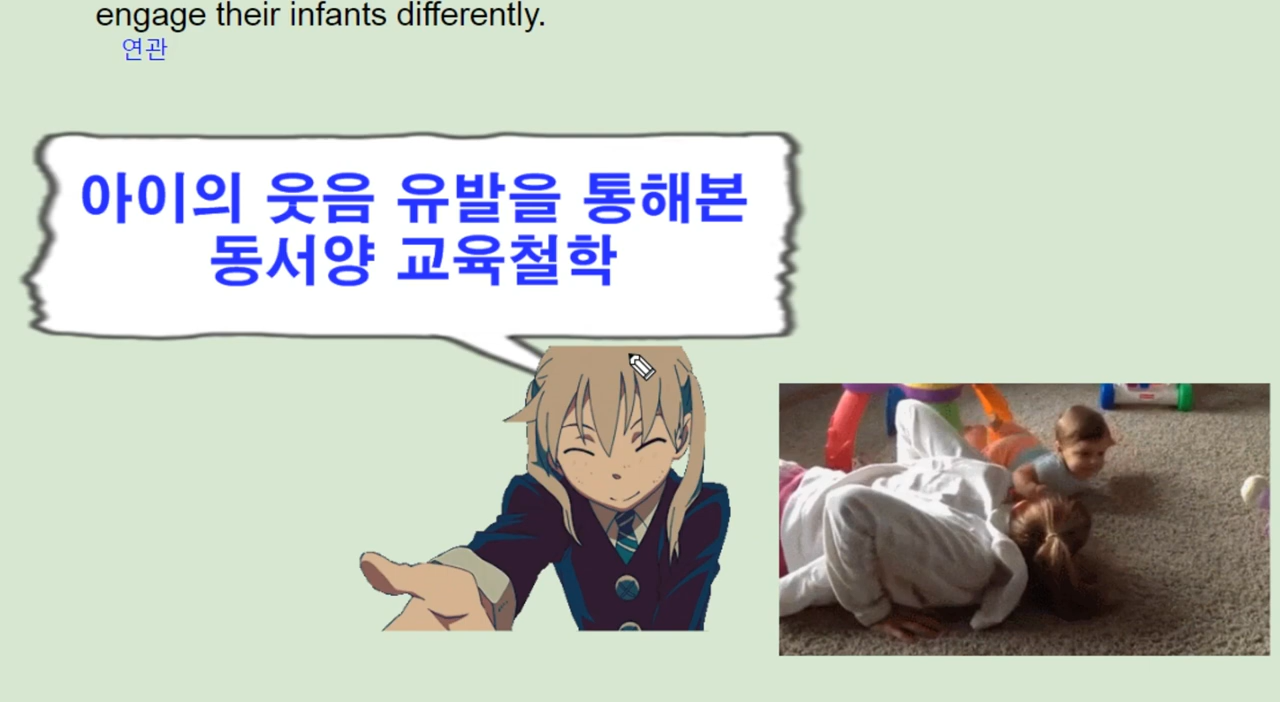 engage their infants differently.
연관
아이의 웃음 유발을 통해본
동서양 교육철학